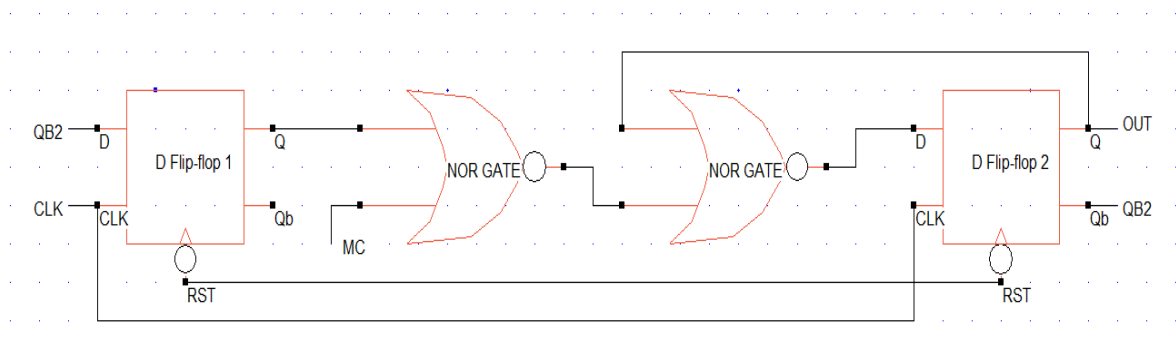 QB2
D
Q
D Flip-flop 1
CLK
CLK
Qb
RST
NOR GATE
MC
NOR GATE
OUT
D
Q
D Flip-flop 2
CLK
Qb
QB2
RST